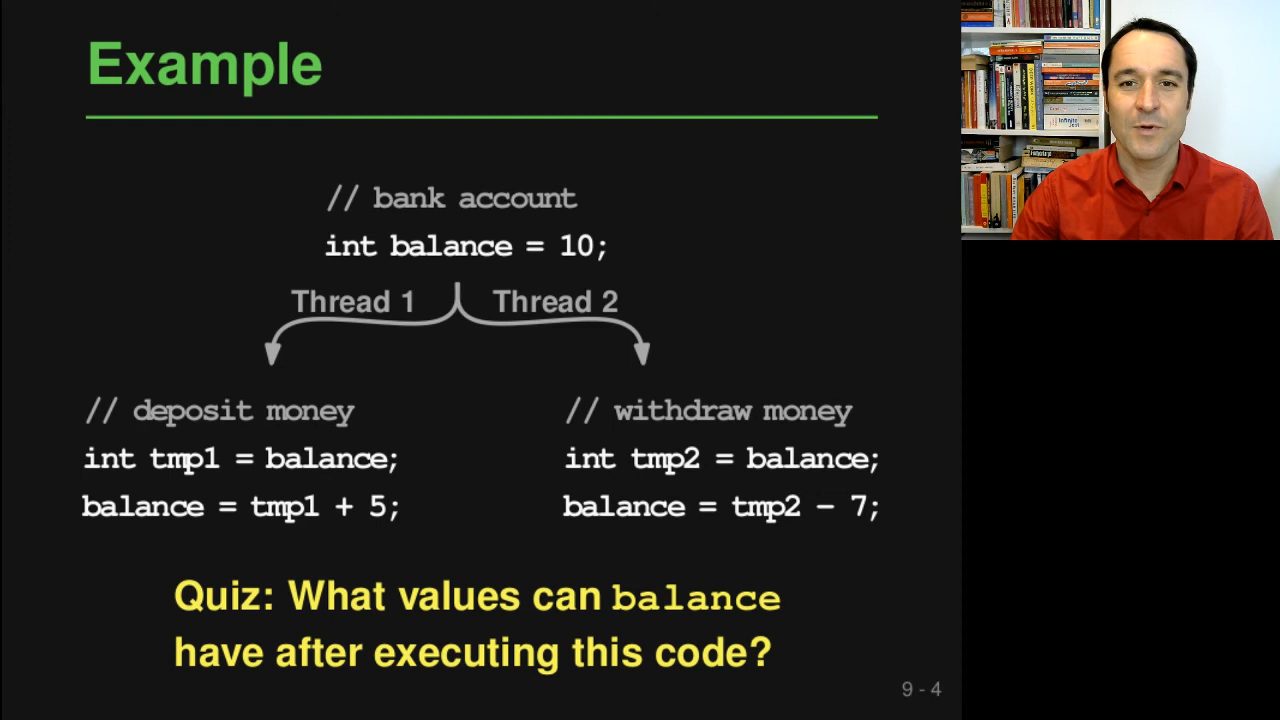 Example
// bank account
int balance = 10;
Thread 1
Thread 2
// deposit money
int tmp1 = balance;
balance = tmp1 + 5;
// withdraw money
int tmp2 = balance;
balance = tmp2 − 7;
Quiz: What values can balance
have after executing this code?
9 - 4
Infinite
Jest